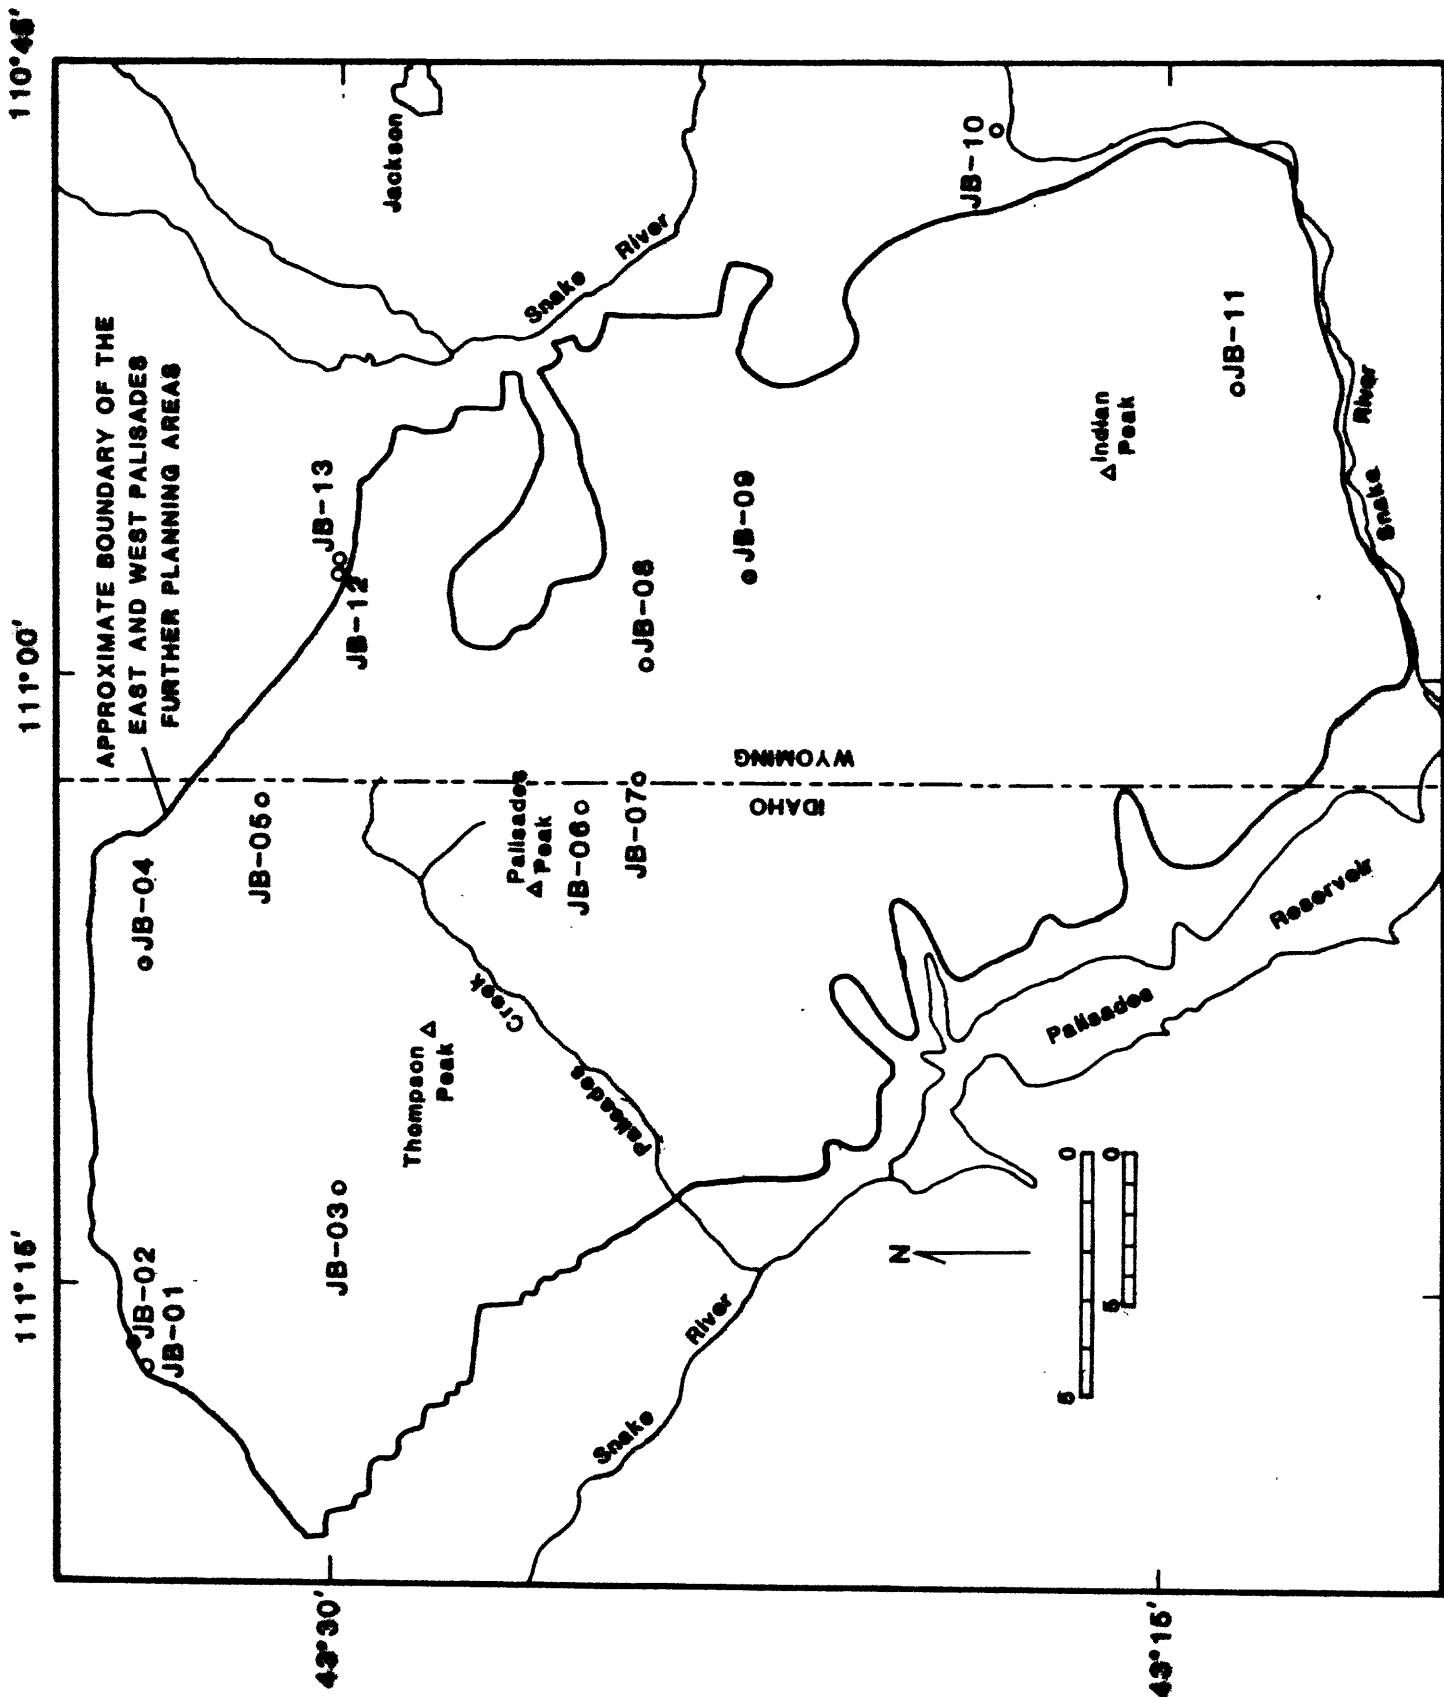 111°15'
111°00'
110°45'
43°30'
43°15'
APPROXIMATE BOUNDARY OF THE
EAST AND WEST PALISADES
FURTHER PLANNING AREAS
JB-02
JB-01
JB-04
JB-05
JB-03
JB-12
JB-13
Jackson
Thompson
Peak
Palisades
Peak
JB-06
JB-07
JB-08
JB-09
JB-10
JB-11
Palisades
Creek
Snake
River
Snake
River
IDAHO
WYOMING
Indian
Peak
Palisades
Reservoir
Snake
River
N
5
0
5
0